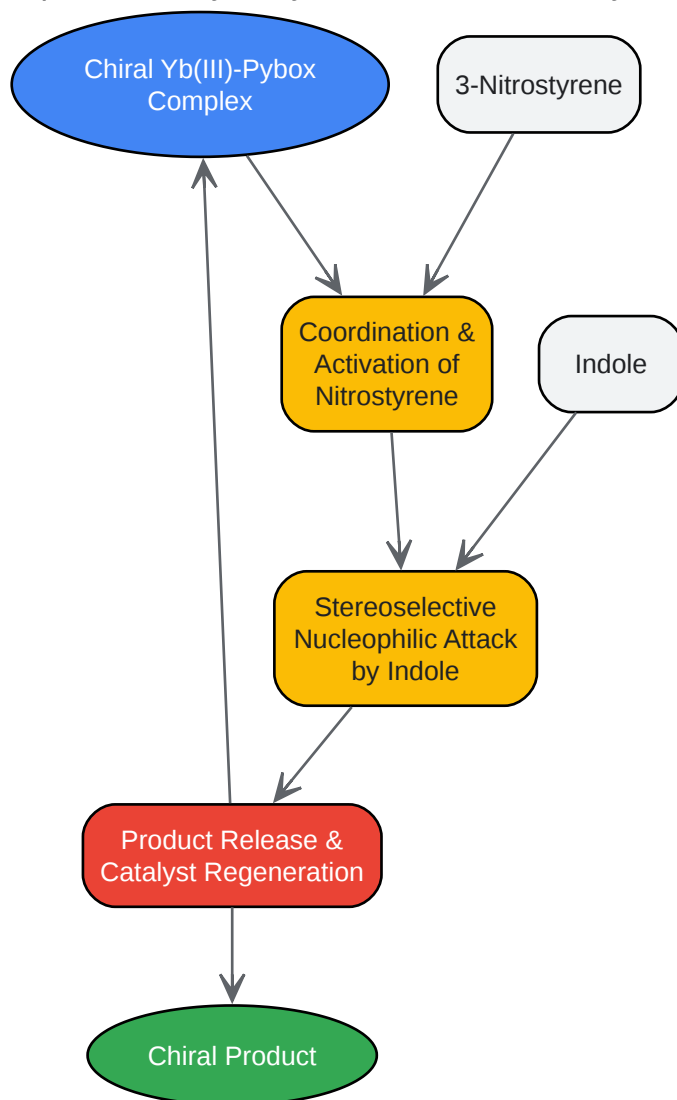 Chiral Yb(III)-Pybox
Complex
3-Nitrostyrene
Coordination &
Activation of
Nitrostyrene
Indole
Stereoselective
Nucleophilic Attack
by Indole
Product Release &
Catalyst Regeneration
Chiral Product